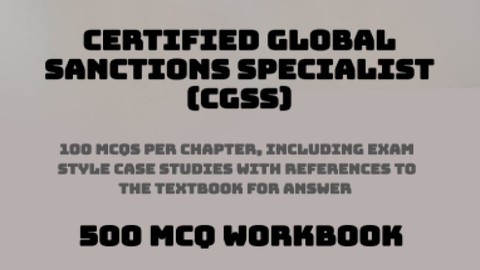 CERTIFIED GLOBAL
SANCTIONS SPECIALIST
(CGSS)
100 MCQS PER CHAPTER, INCLUDING EXAM
STYLE CASE STUDIES WITH REFERENCES TO
THE TEXTBOOK FOR ANSWER
500 MCQ WORKBOOK